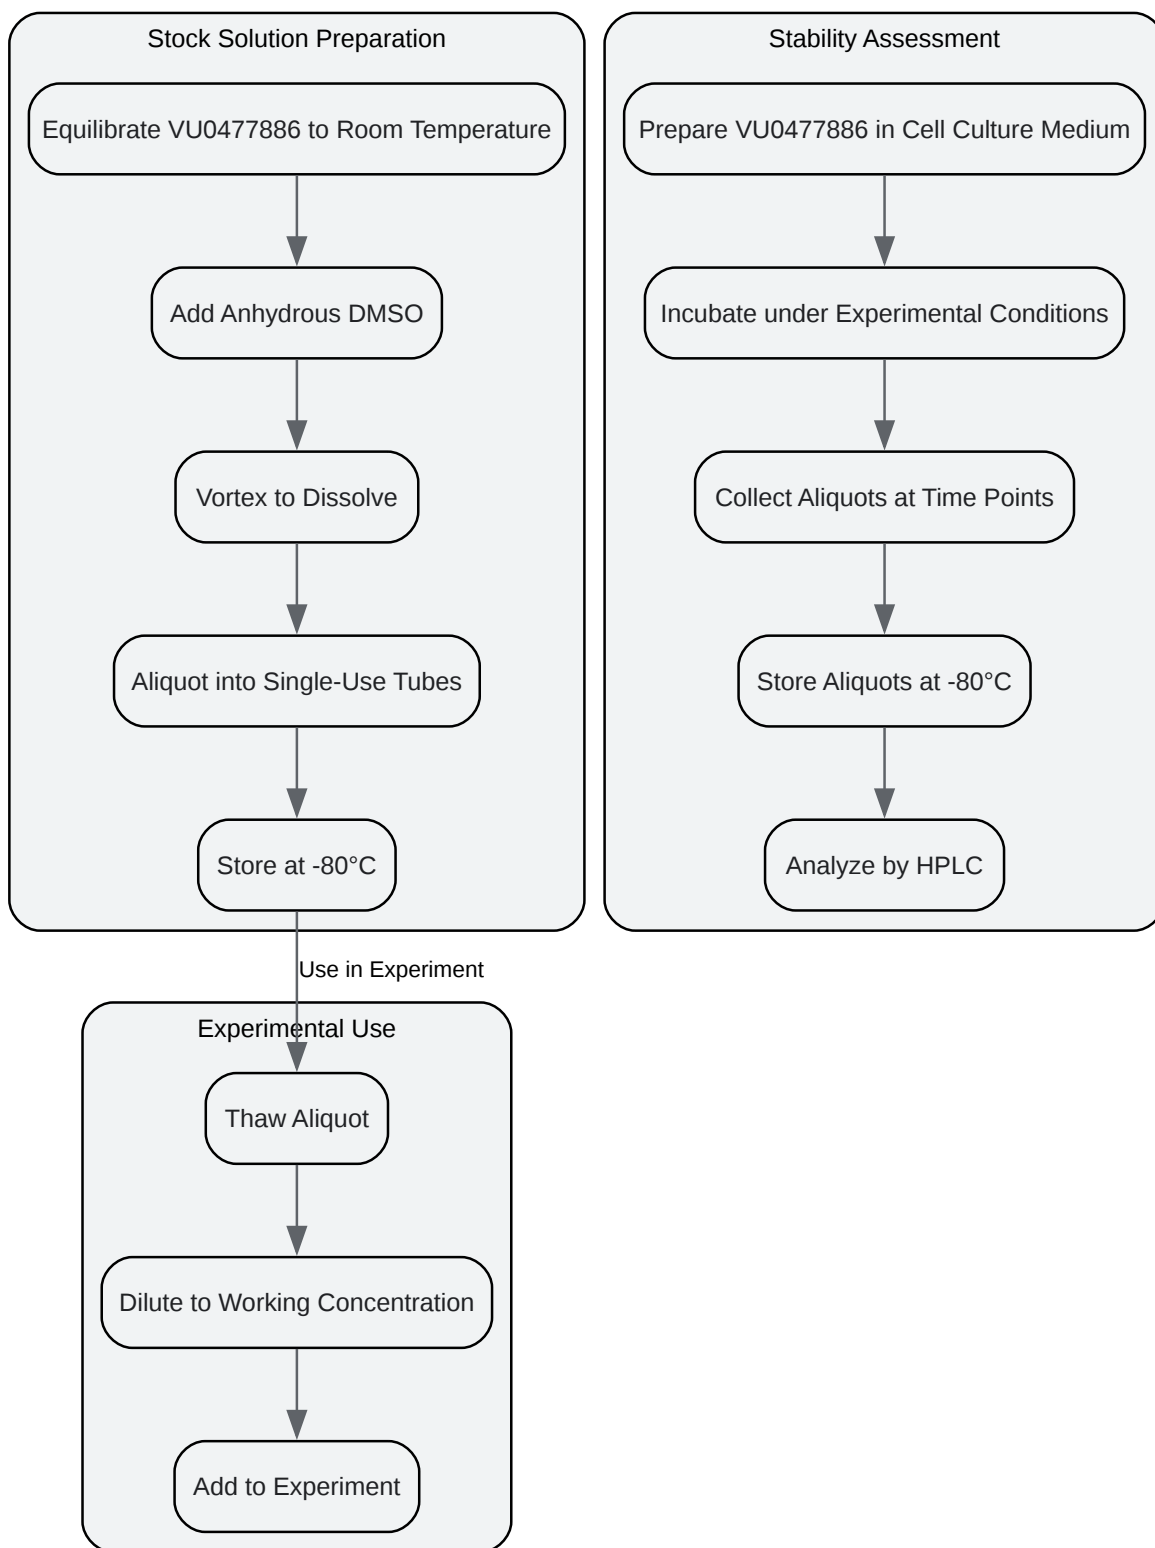 Stock Solution Preparation
Equilibrate VU0477886 to Room Temperature
Add Anhydrous DMSO
Vortex to Dissolve
Aliquot into Single-Use Tubes
Store at -80°C
Use in Experiment
Experimental Use
Thaw Aliquot
Dilute to Working Concentration
Add to Experiment
Stability Assessment
Prepare VU0477886 in Cell Culture Medium
Incubate under Experimental Conditions
Collect Aliquots at Time Points
Store Aliquots at -80°C
Analyze by HPLC